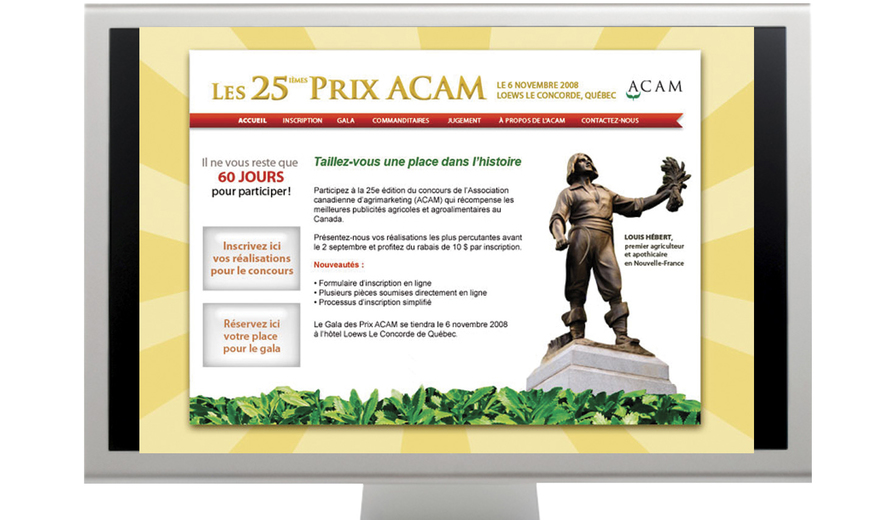 Les 25ièmes Prix ACAM
LE 6 NOVEMBRE 2008
LOEWS LE CONCORDE, QUÉBEC
ACAM
ACCUEIL INSCRIPTION GALA COMMANDITAIRES JUGEMENT À PROPOS DE L'ACAM CONTACTEZ-NOUS
Il ne vous reste que
60 JOURS
pour participer!
Inscrivez ici
vos réalisations
pour le concours
Réservez ici
votre place
pour le gala
Taillez-vous une place dans l'histoire
Participez à la 25e édition du concours de l'Association
canadienne d'agrimarketing (ACAM) qui récompense les
meilleures publicités agricoles et agroalimentaires au
Canada.
Présentez-nous vos réalisations les plus percutantes avant
le 2 septembre et profitez du rabais de 10 $ par inscription.
Nouveautés :
• Formulaire d'inscription en ligne
• Plusieurs pièces soumises directement en ligne
• Processus d'inscription simplifié
Le Gala des Prix ACAM se tiendra le 6 novembre 2008
à l'hôtel Loews Le Concorde de Québec.
LOUIS HÉBERT,
premier agriculteur
et apothicaire
en Nouvelle-France